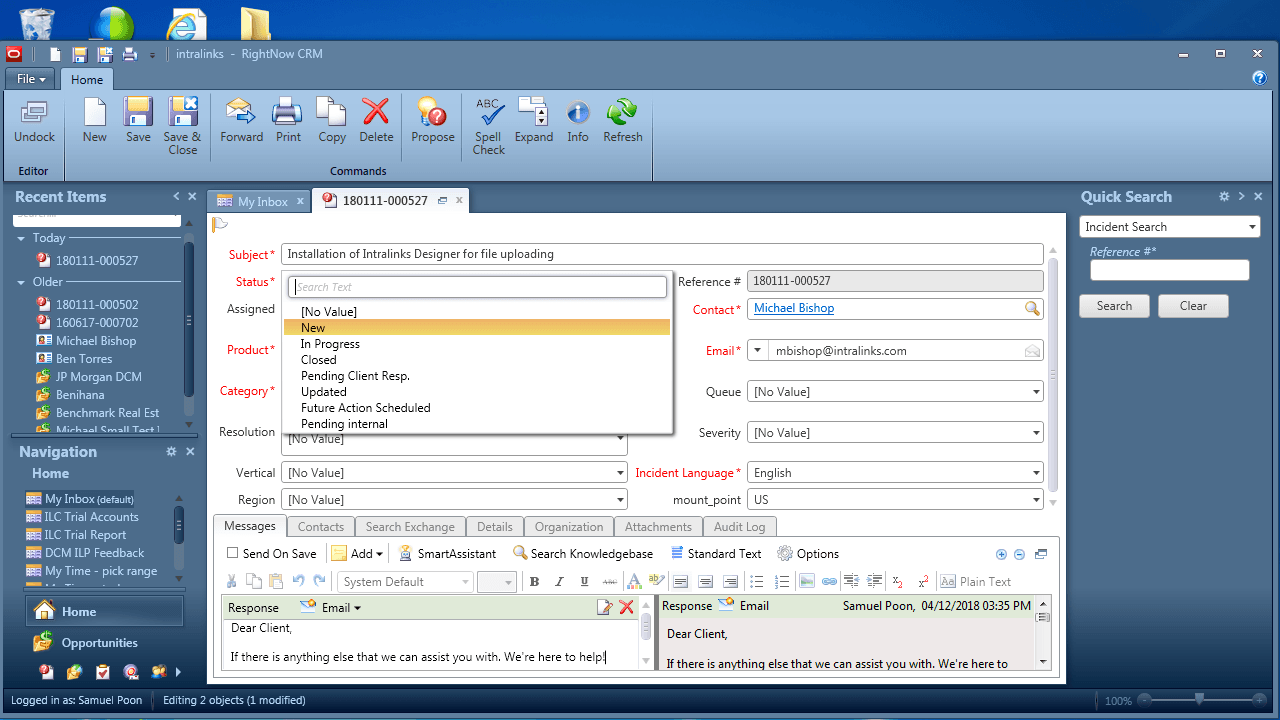 intralinks - RightNow CRM
File
Home
Undock
New
Save
Save & Close
Forward
Print
Copy
Delete
Propose
ABC
Spell Check
Expand
Info
Refresh
Editor
Commands
Recent Items
Today
180111-000527
Older
180111-000502
160617-000702
Michael Bishop
Ben Torres
JP Morgan DCM
Benihana
Benchmark Real Est
Michael Small Test
Navigation
Home
My Inbox (default)
ILC Trial Accounts
ILC Trial Report
DCM ILP Feedback
My Time - pick range
Home
Opportunities
My Inbox x
180111-000527 x
Subject* Installation of Intralinks Designer for file uploading
Status*
Search Text
[No Value]
New
In Progress
Closed
Pending Client Resp.
Updated
Future Action Scheduled
Pending internal
Assigned
Product*
Category*
Resolution [No Value]
Vertical [No Value]
Region [No Value]
Reference # 180111-000527
Contact* Michael Bishop
Email* mbishop@intralinks.com
Queue [No Value]
Severity [No Value]
Incident Language* English
mount_point US
Messages Contacts Search Exchange Details Organization Attachments Audit Log
Send On Save Add SmartAssistant Search Knowledgebase Standard Text Options
System Default B I U ABC A Plain Text
Response Email
Dear Client,
If there is anything else that we can assist you with. We're here to help!
Response Email Samuel Poon, 04/12/2018 03:35 PM
Dear Client,
If there is anything else that we can assist you with. We're here to
Quick Search
Incident Search
Reference #*
Search Clear
Logged in as: Samuel Poon Editing 2 objects (1 modified) 100%